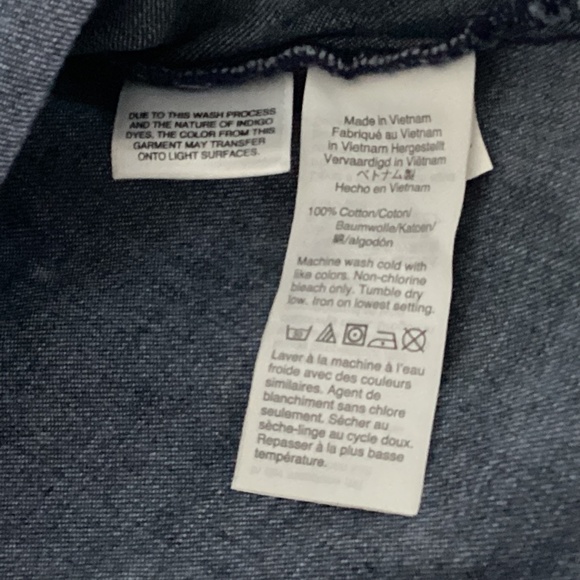 DUE TO THIS WASH PROCESS
AND THE NATURE OF INDIGO
DYES, THE COLOR FROM THIS
GARMENT MAY TRANSFER
ONTO LIGHT SURFACES.
Made in Vietnam
Fabriqué au Vietnam
in Vietnam Hergestellt
Vervaardigd in Viëtnam
ベトナム製
Hecho en Vietnam
100% Cotton/Coton/
Baumwolle/Katoen/
綿/algodón
Machine wash cold with
like colors. Non-chlorine
bleach only. Tumble dry
low. Iron on lowest setting.
Laver à la machine à l'eau
froide avec des couleurs
similaires. Agent de
blanchiment sans chlore
seulement. Sécher au
sèche-linge au cycle doux.
Repasser à la plus basse
température.